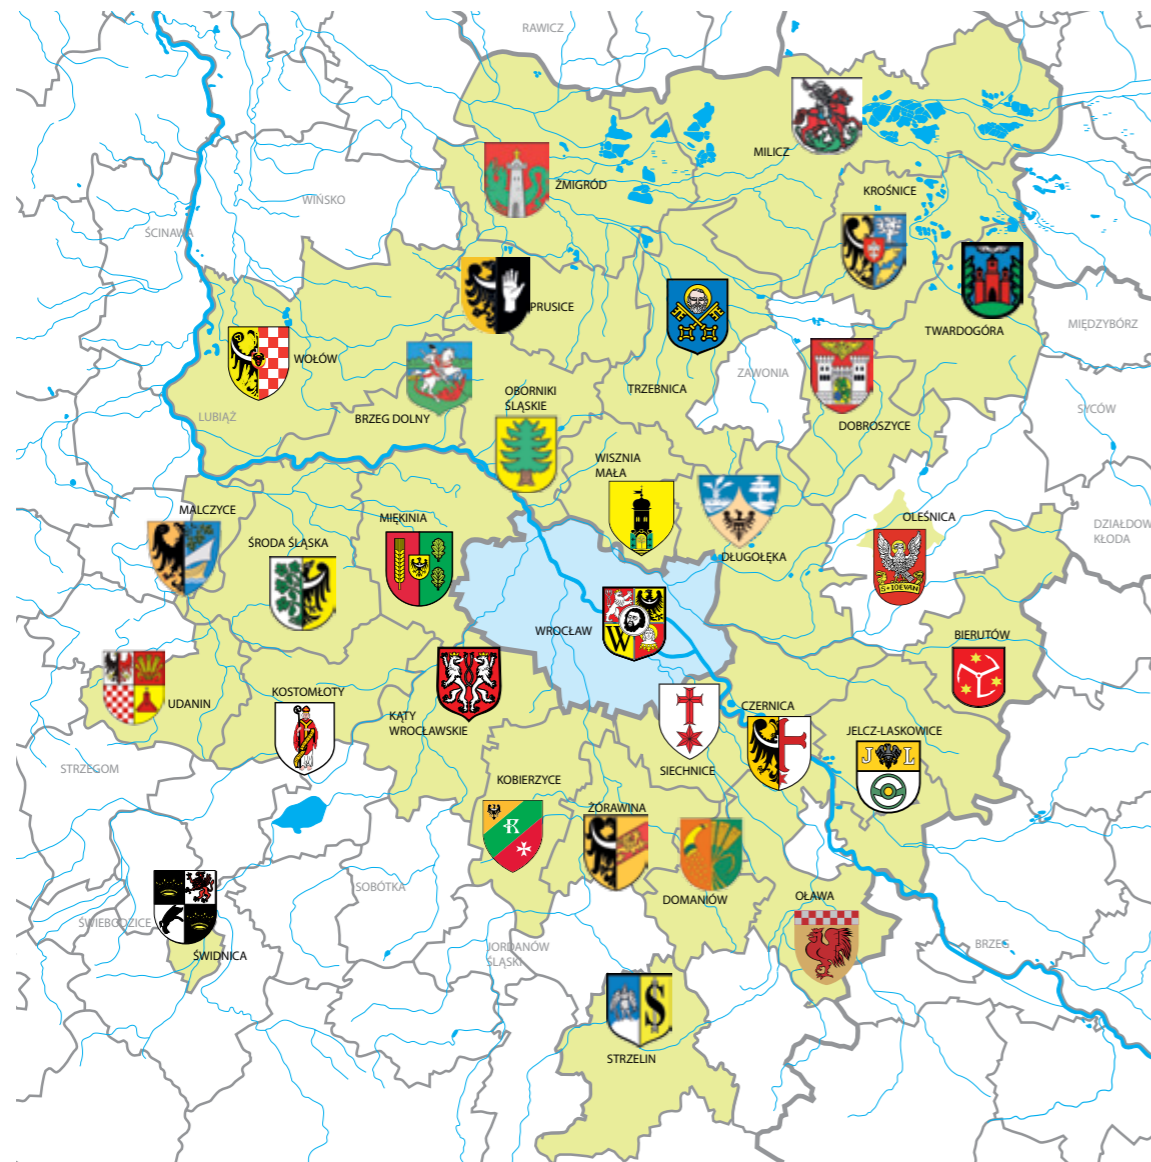 RAWICZ
MILICZ
ŻMIGRÓD
KROŚNICE
WIŃSKO
ŚCINAWA
PRUSICE
TWARDOGÓRA
MIĘDZYBÓRZ
WOŁÓW
ZAWONIA
TRZEBNICA
OBORNIKI
ŚLĄSKIE
LUBIĄŻ
BRZEG DOLNY
SYCÓW
DOBROSZYCE
WISZNIA
MAŁA
MALCZYCE
MIĘKINIA
OLEŚNICA
DZIAŁDOW
KŁODA
ŚRODA ŚLĄSKA
DŁUGOŁĘKA
S·IOEVAN
WROCŁAW
W
BIERUTÓW
UDANIN
KOSTOMŁOTY
KĄTY
WROCŁAWSKIE
CZERNICA
JELCZ-LASKOWICE
J L
STRZEGOM
SIECHNICE
KOBIERZYCE
R
ŻÓRAWINA
SOBÓTKA
DOMANIÓW
OŁAWA
ŚWIEBODZICE
ŚWIDNICA
JORDANÓW
ŚLĄSKI
BRZEG
S
STRZELIN